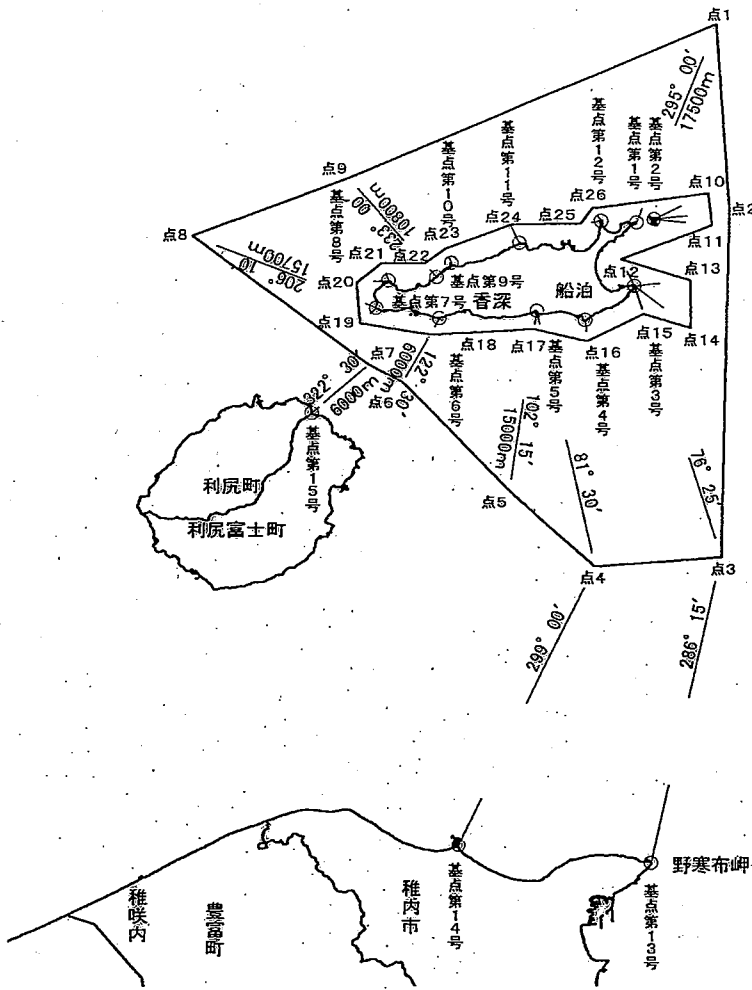 点1
295° 00′
17500m
基点第12号
基点第1号
基点第2号
基点第11号
基点第10号
点9
基点第8号
233° 00′
10800m
点26
点10
点2
点8
点23
点24
点25
点11
206° 10′
15700m
点21
点22
点12
点13
点20
基点第9号
船泊
基点第7号
香深
点19
点15
点14
点7
点18
点17
点16
322° 30′
6000m
6000m
122° 30′
点6
基点第6号
基点第5号
基点第4号
基点第3号
基点第15号
102° 15′
15000m
81° 30′
76° 25′
利尻町
点5
利尻富士町
点4
点3
299° 00′
286° 15′
野寒布岬
基点第14号
基点第13号
稚咲内
豊富町
稚内市